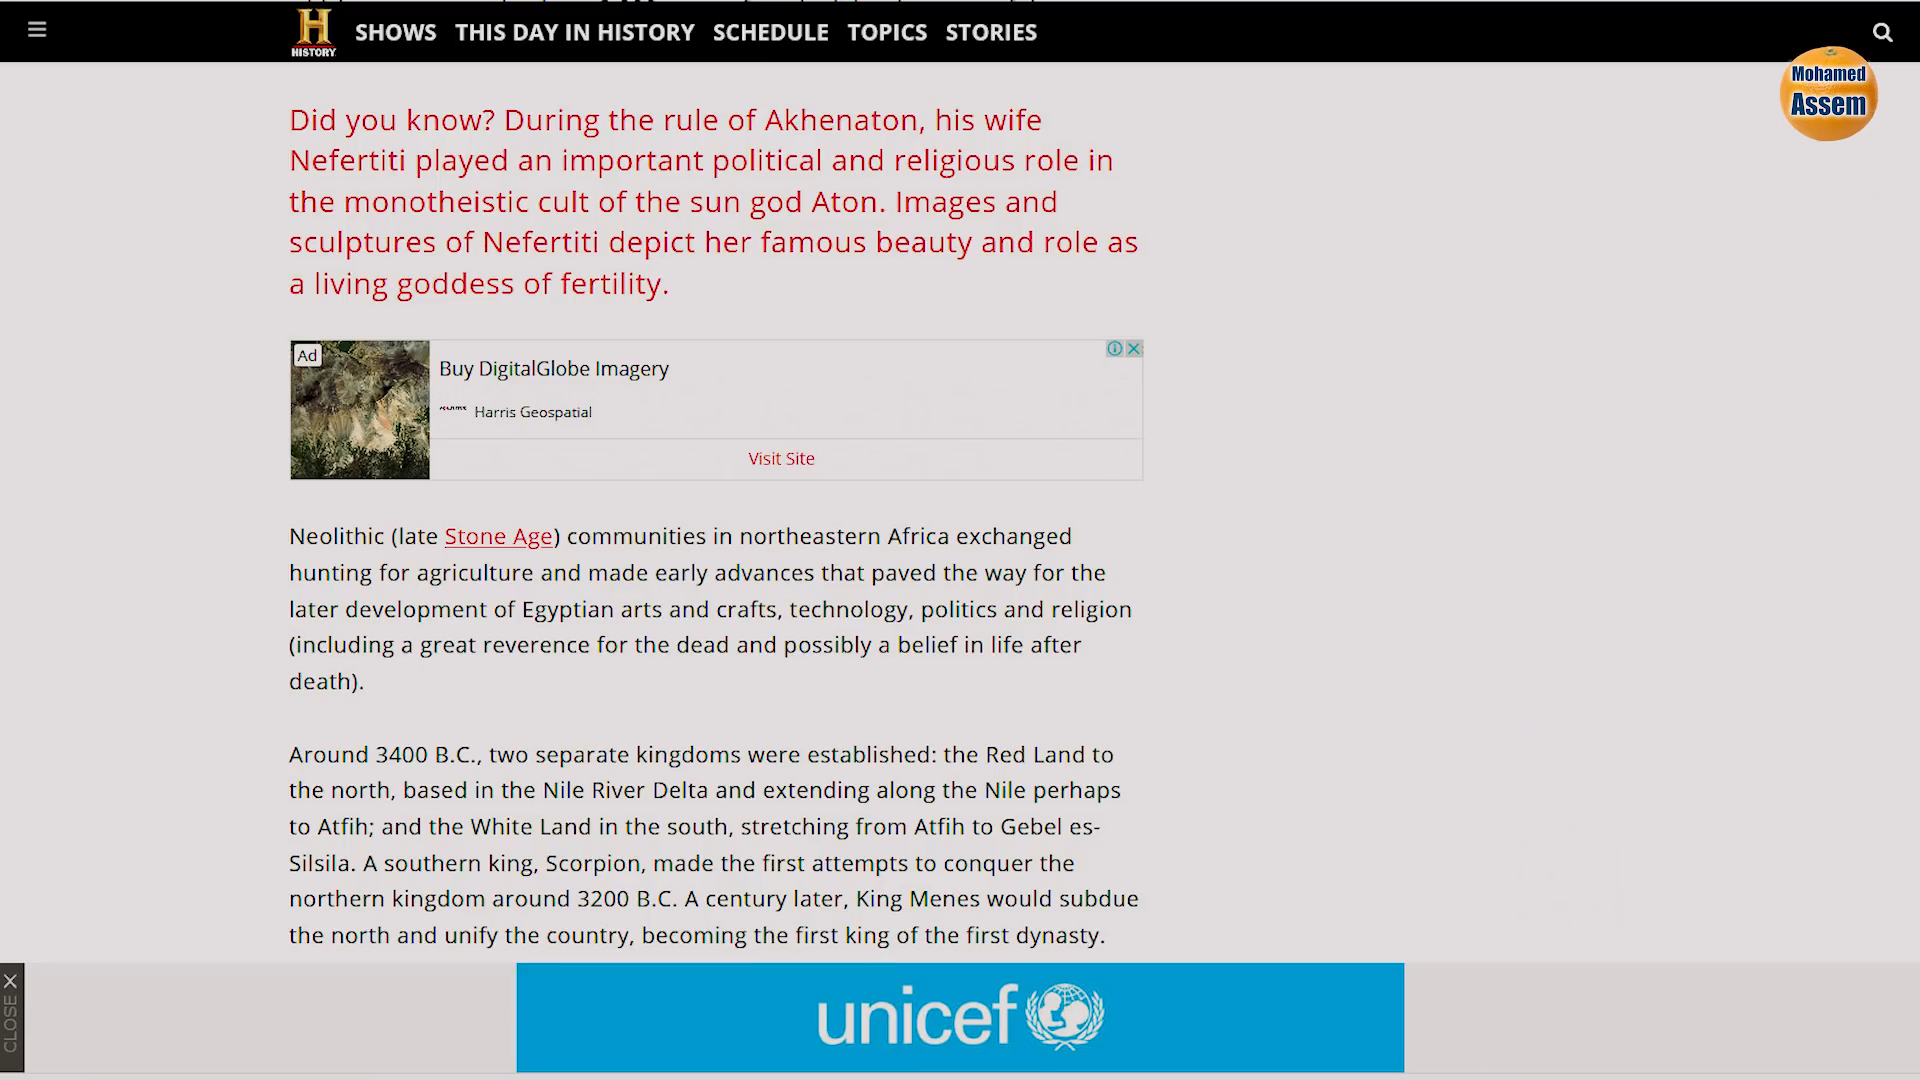 HISTORY
SHOWS THIS DAY IN HISTORY SCHEDULE TOPICS STORIES
Mohamed
Assem
Did you know? During the rule of Akhenaton, his wife
Nefertiti played an important political and religious role in
the monotheistic cult of the sun god Aton. Images and
sculptures of Nefertiti depict her famous beauty and role as
a living goddess of fertility.
Ad
Buy DigitalGlobe Imagery
Harris Geospatial
Visit Site
Neolithic (late Stone Age) communities in northeastern Africa exchanged
hunting for agriculture and made early advances that paved the way for the
later development of Egyptian arts and crafts, technology, politics and religion
(including a great reverence for the dead and possibly a belief in life after
death).
Around 3400 B.C., two separate kingdoms were established: the Red Land to
the north, based in the Nile River Delta and extending along the Nile perhaps
to Atfih; and the White Land in the south, stretching from Atfih to Gebel es-
Silsila. A southern king, Scorpion, made the first attempts to conquer the
northern kingdom around 3200 B.C. A century later, King Menes would subdue
the north and unify the country, becoming the first king of the first dynasty.
CLOSE X
unicef